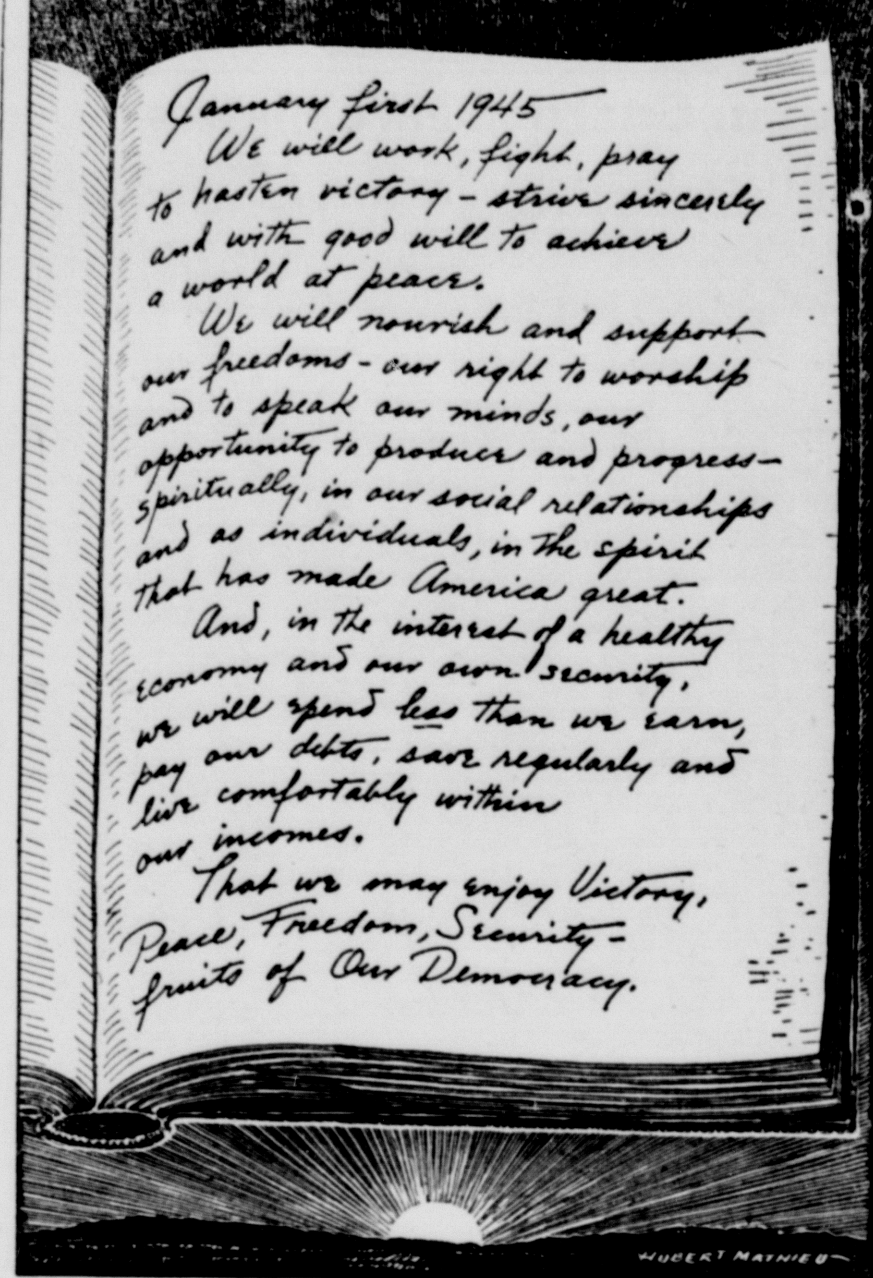 January first 1945
We will work, fight, pray
to hasten victory - strive sincerely
and with good will to achieve
a world at peace.
We will nourish and support
our freedoms - our right to worship
and to speak our minds, our
opportunity to produce and progress-
spiritually, in our social relationships
and as individuals, in the spirit
that has made America great.
And, in the interest of a healthy
economy and our own security,
we will spend less than we earn,
pay our debts, save regularly and
live comfortably within
our incomes.
That we may enjoy Victory,
Peace, Freedom, Security-
fruits of Our Democracy.
HUBERT MATHIEU